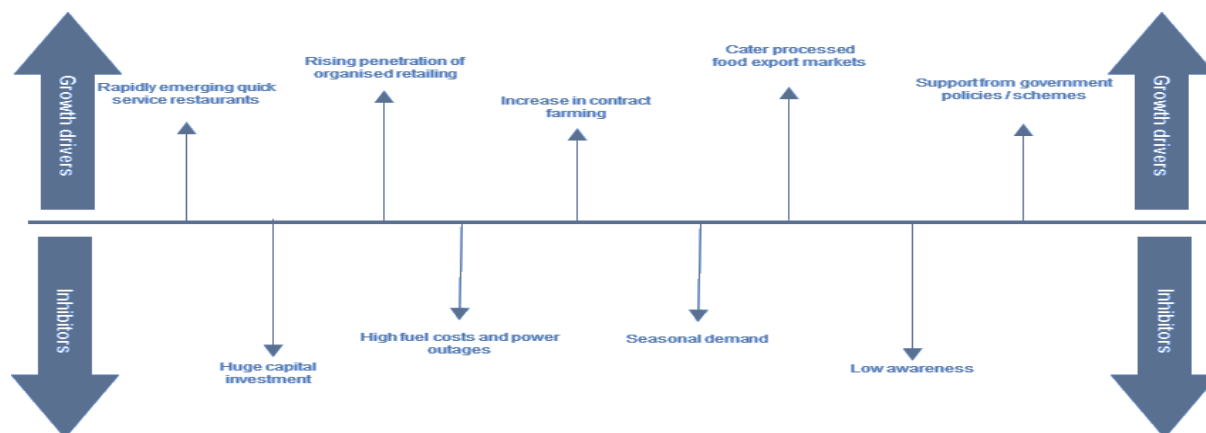 Growth drivers
Rapidly emerging quick
service restaurants
Rising penetration of
organised retailing
Increase in contract
farming
Cater processed
food export markets
Support from government
policies / schemes
Growth drivers
Inhibitors
Huge capital
investment
High fuel costs and power
outages
Seasonal demand
Low awareness
Inhibitors